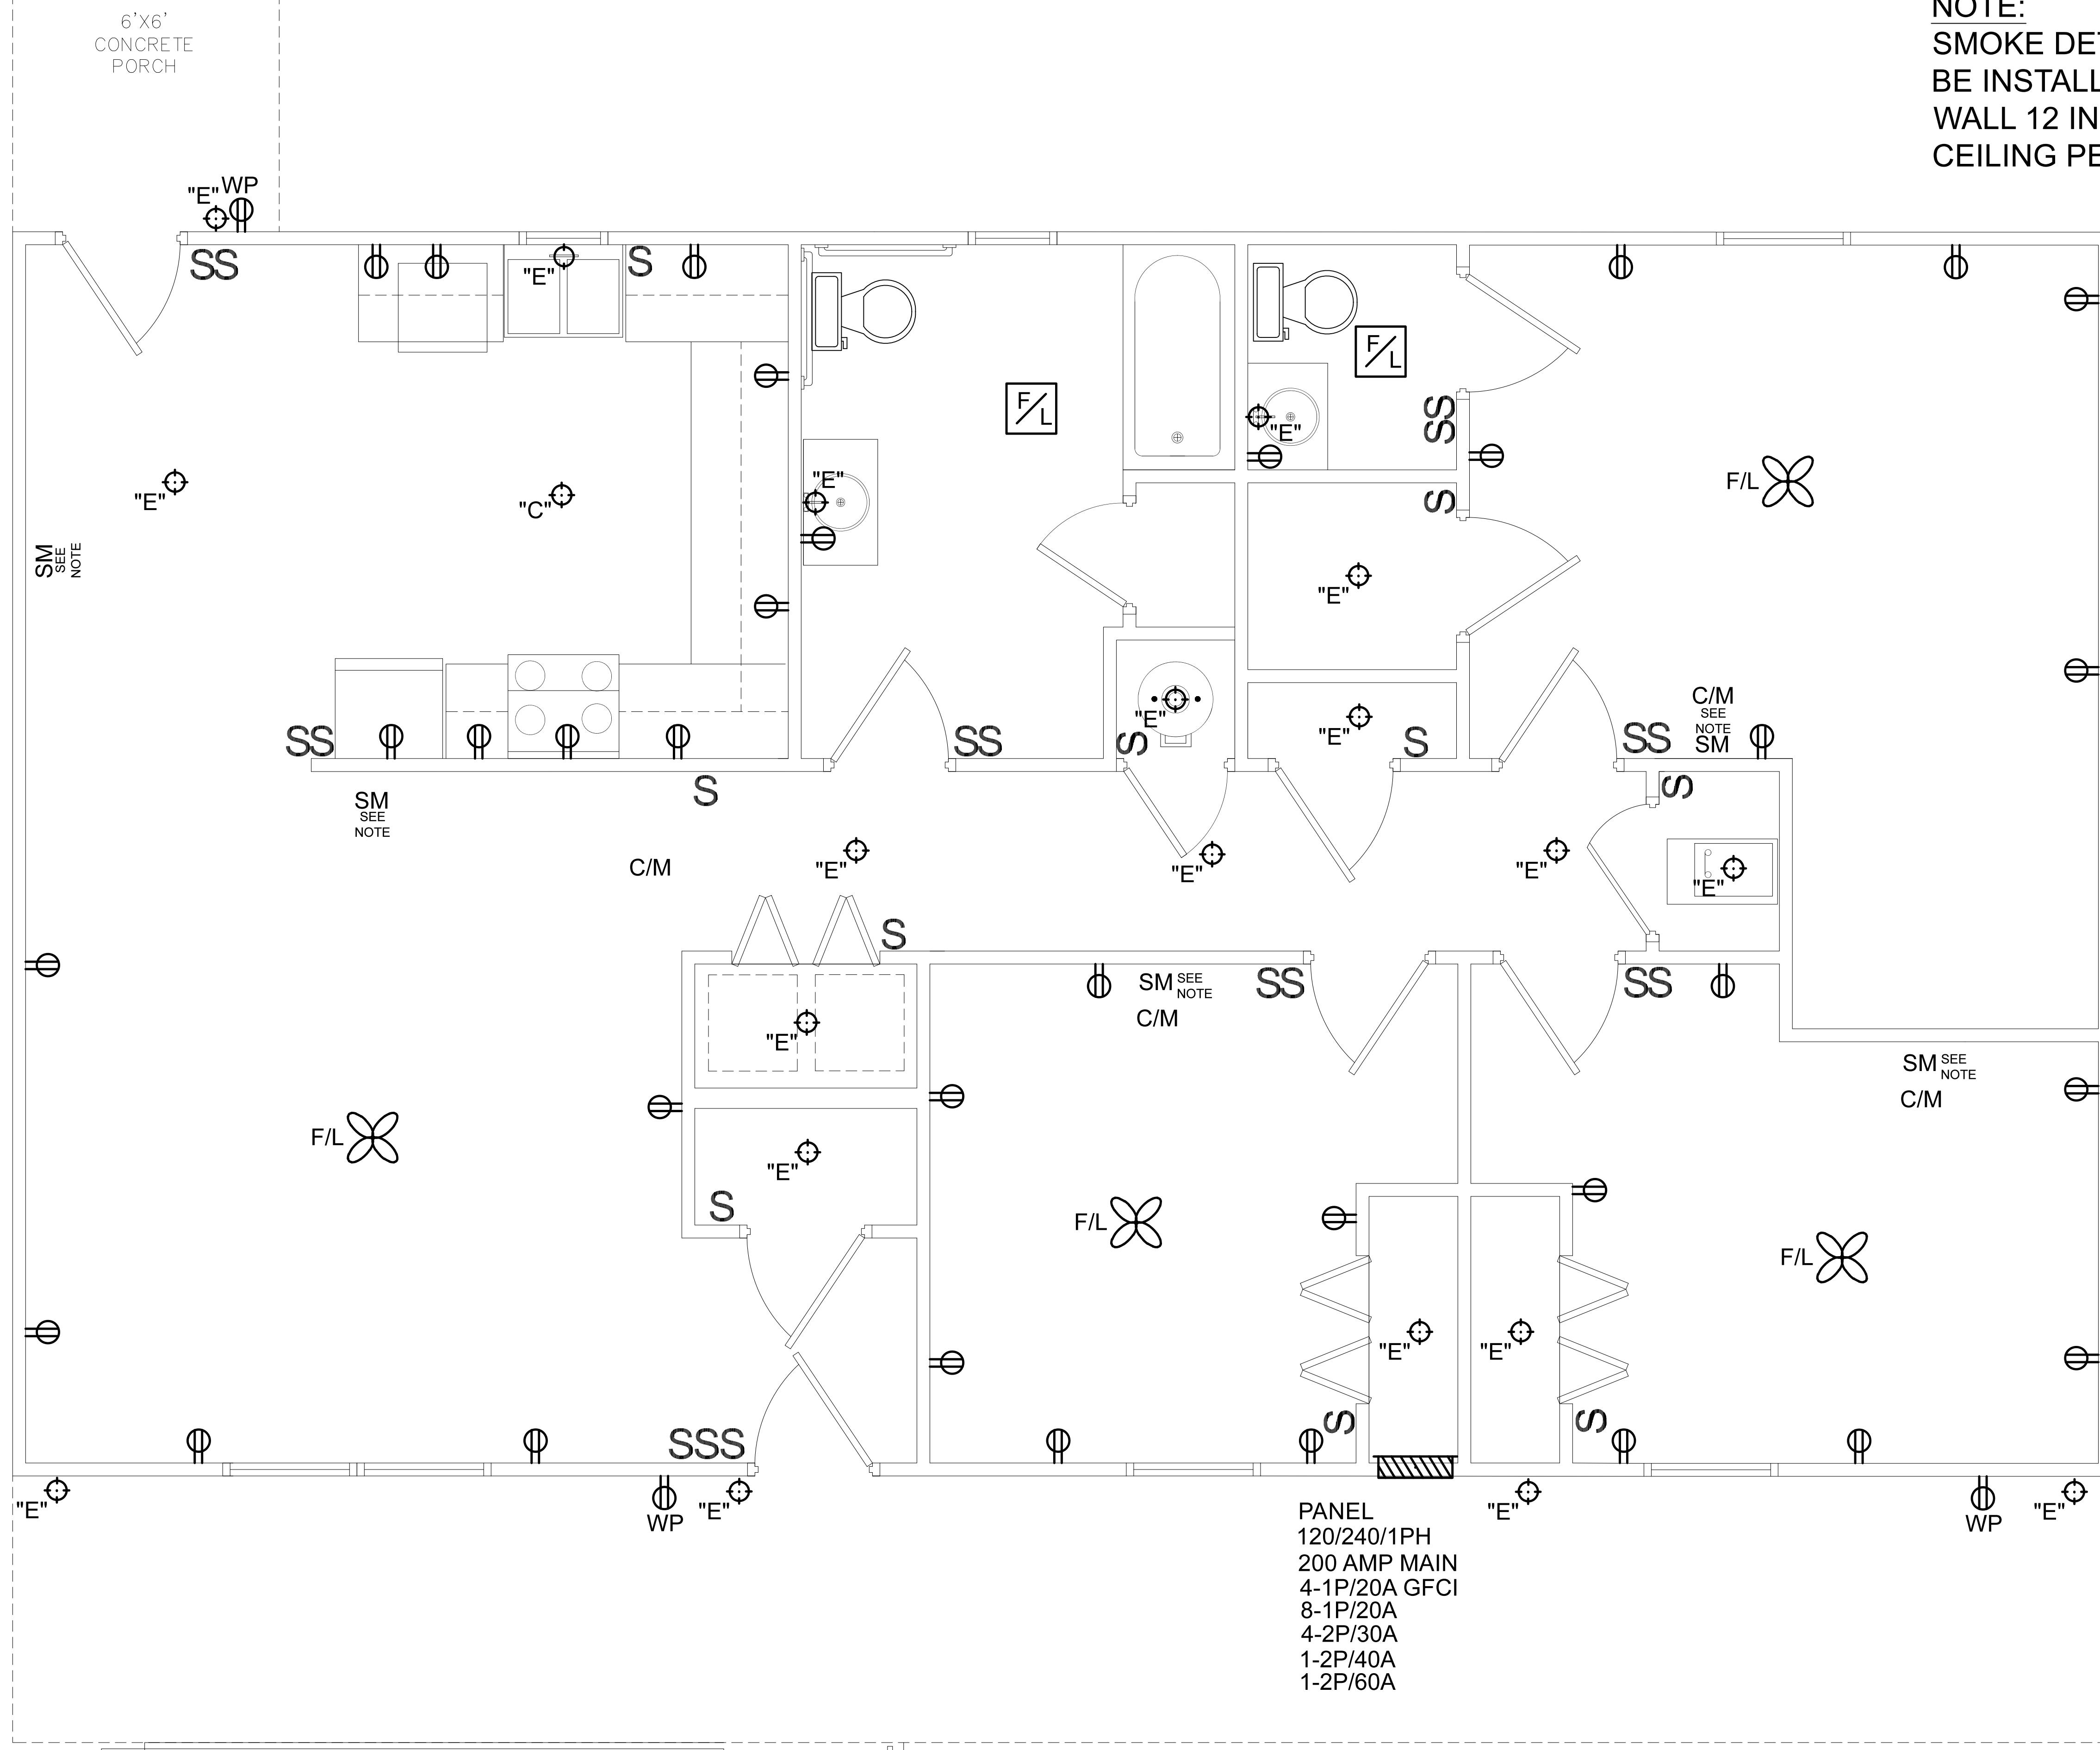 6'X6'
CONCRETE
PORCH
NOTE:
SMOKE DET
BE INSTALL
WALL 12 IN
CEILING PE
"E" WP
SS
"E"
S
F/L
F/L
"E"
SS
"E"
"E"
"C"
"E"
F/L
S
SM
SEE
NOTE
"E"
C/M
SEE
NOTE
SM
"E"
"E"
SS
SS
S
S
SS
S
S
SM
SEE
NOTE
C/M
"E"
"E"
"E"
"E"
S
SM SEE
NOTE
C/M
SS
SS
"E"
SM SEE
NOTE
C/M
F/L
"E"
S
F/L
F/L
"E"
"E"
SSS
S
S
"E"
WP
"E"
"E"
WP
"E"
PANEL
120/240/1PH
200 AMP MAIN
4-1P/20A GFCI
8-1P/20A
4-2P/30A
1-2P/40A
1-2P/60A